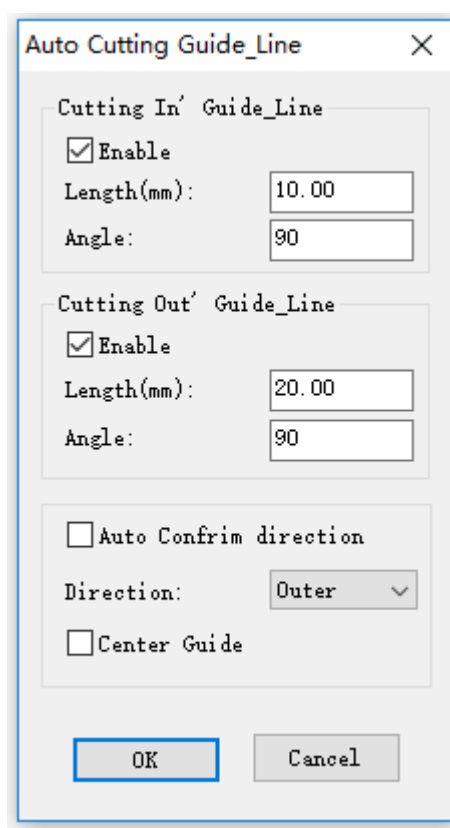 Auto Cutting Guide_Line
Cutting In' Guide_Line
Enable
Length(mm): 10.00
Angle: 90
Cutting Out' Guide_Line
Enable
Length(mm): 20.00
Angle: 90
Auto Confrim direction
Direction: Outer
Center Guide
OK Cancel